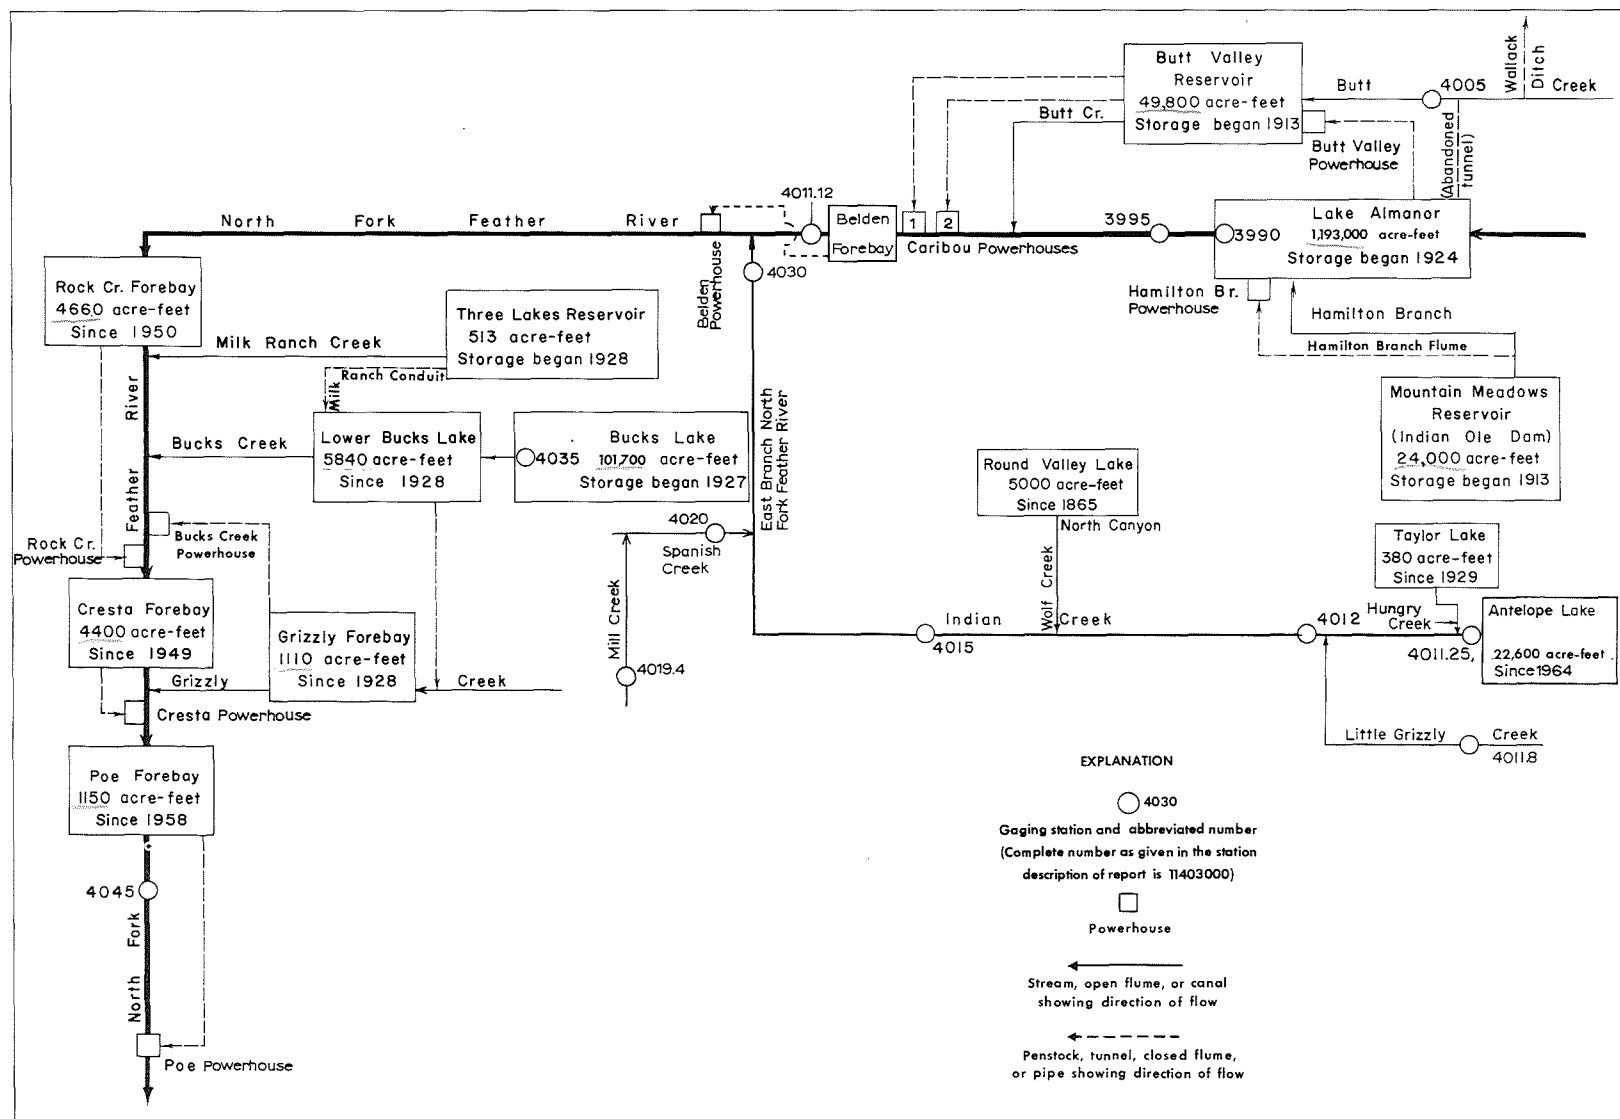 Butt Valley
Reservoir
49,800 acre-feet
Storage began 1913
Butt
4005
Wallack
Ditch
Creek
Butt Cr.
Butt Valley
Powerhouse
(Abandoned
tunnel)
4011.12
North Fork Feather River
Belden
Forebay
1
2
Caribou Powerhouses
3995
3990
Lake Almanor
1,193,000 acre-feet
Storage began 1924
Belden
Powerhouse
4030
Hamilton Br.
Powerhouse
Hamilton Branch
Hamilton Branch Flume
Rock Cr. Forebay
4660 acre-feet
Since 1950
Three Lakes Reservoir
513 acre-feet
Storage began 1928
Milk Ranch Creek
Milk
Ranch Conduit
Mountain Meadows
Reservoir
(Indian Ole Dam)
24,000 acre-feet
Storage began 1913
River
Feather
Bucks Creek
Lower Bucks Lake
5840 acre-feet
Since 1928
4035
Bucks Lake
101,700 acre-feet
Storage began 1927
East Branch North
Fork Feather River
Round Valley Lake
5000 acre-feet
Since 1865
North Canyon
Wolf Creek
Rock Cr.
Powerhouse
Bucks Creek
Powerhouse
4020
Spanish
Creek
Mill Creek
4019.4
Taylor Lake
380 acre-feet
Since 1929
Hungry
Creek
Antelope Lake
22,600 acre-feet
Since 1964
Indian Creek
4015
4012
4011.25
Cresta Forebay
4400 acre-feet
Since 1949
Grizzly Forebay
1110 acre-feet
Since 1928
Grizzly
Creek
Cresta Powerhouse
Little Grizzly Creek
4011.8
Poe Forebay
1150 acre-feet
Since 1958
4045
North Fork
Poe Powerhouse
EXPLANATION
4030
Gaging station and abbreviated number
(Complete number as given in the station
description of report is 11403000)
Powerhouse
Stream, open flume, or canal
showing direction of flow
Penstock, tunnel, closed flume,
or pipe showing direction of flow